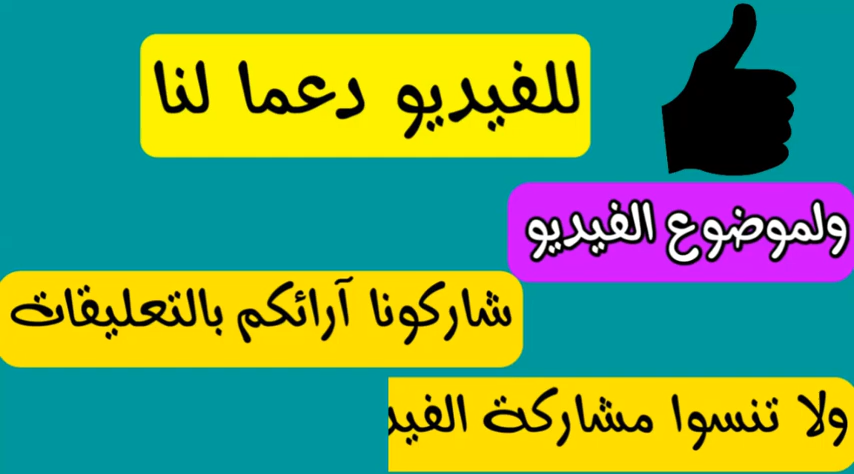 للفيديو دعما لنا
ولموضوع الفيديو
شاركونا آرائكم بالتعليقات
ولا تنسوا مشاركة